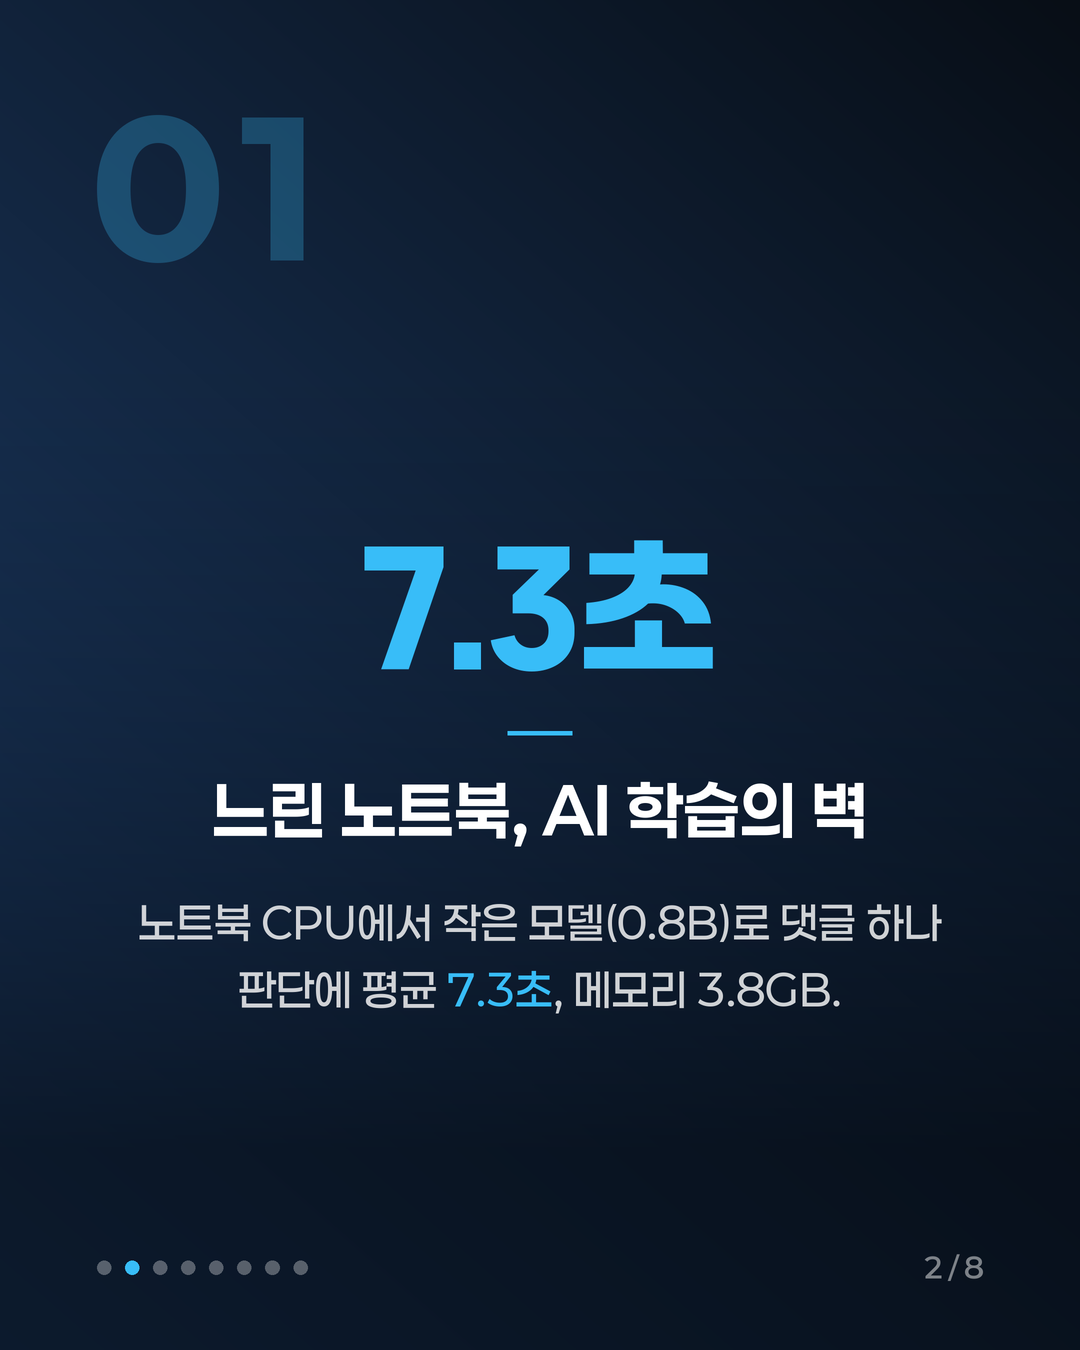 01
7.3초
느린 노트북, AI 학습의 벽
노트북 CPU에서 작은 모델(0.8B)로 댓글 하나
판단에 평균 7.3초, 메모리 3.8GB.
2/8